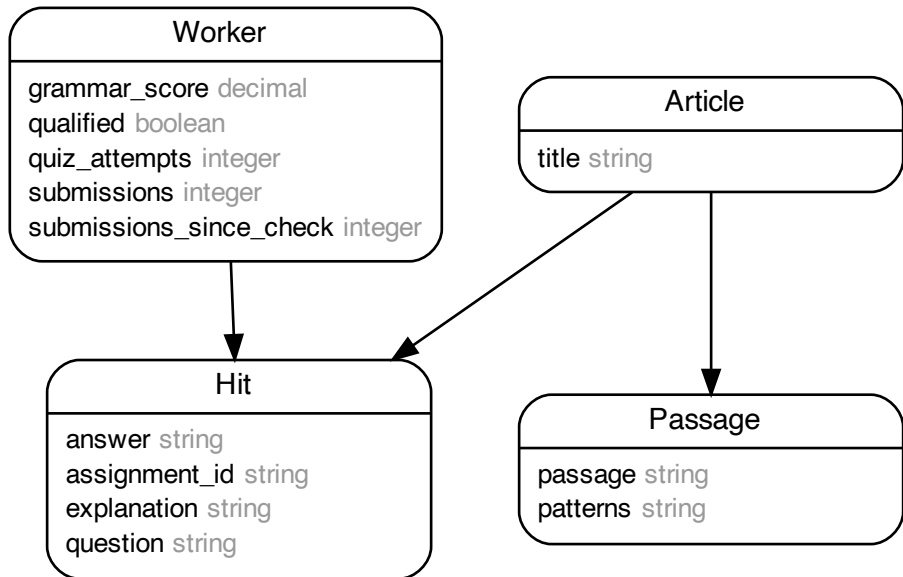 Worker
grammar_score decimal
qualified boolean
quiz_attempts integer
submissions integer
submissions_since_check integer
Article
title string
Hit
answer string
assignment_id string
explanation string
question string
Passage
passage string
patterns string